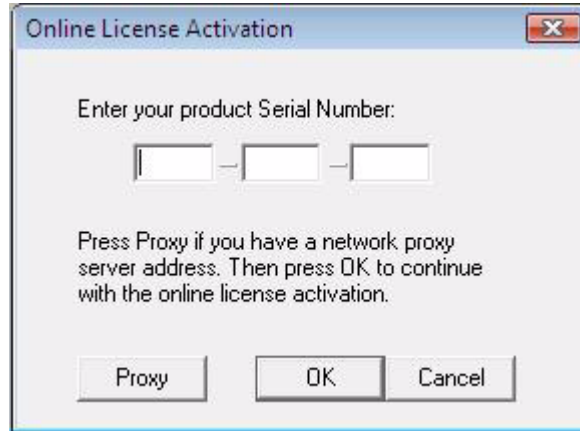 Online License Activation
Enter your product Serial Number:
Press Proxy if you have a network proxy
server address. Then press OK to continue
with the online license activation.
Proxy OK Cancel